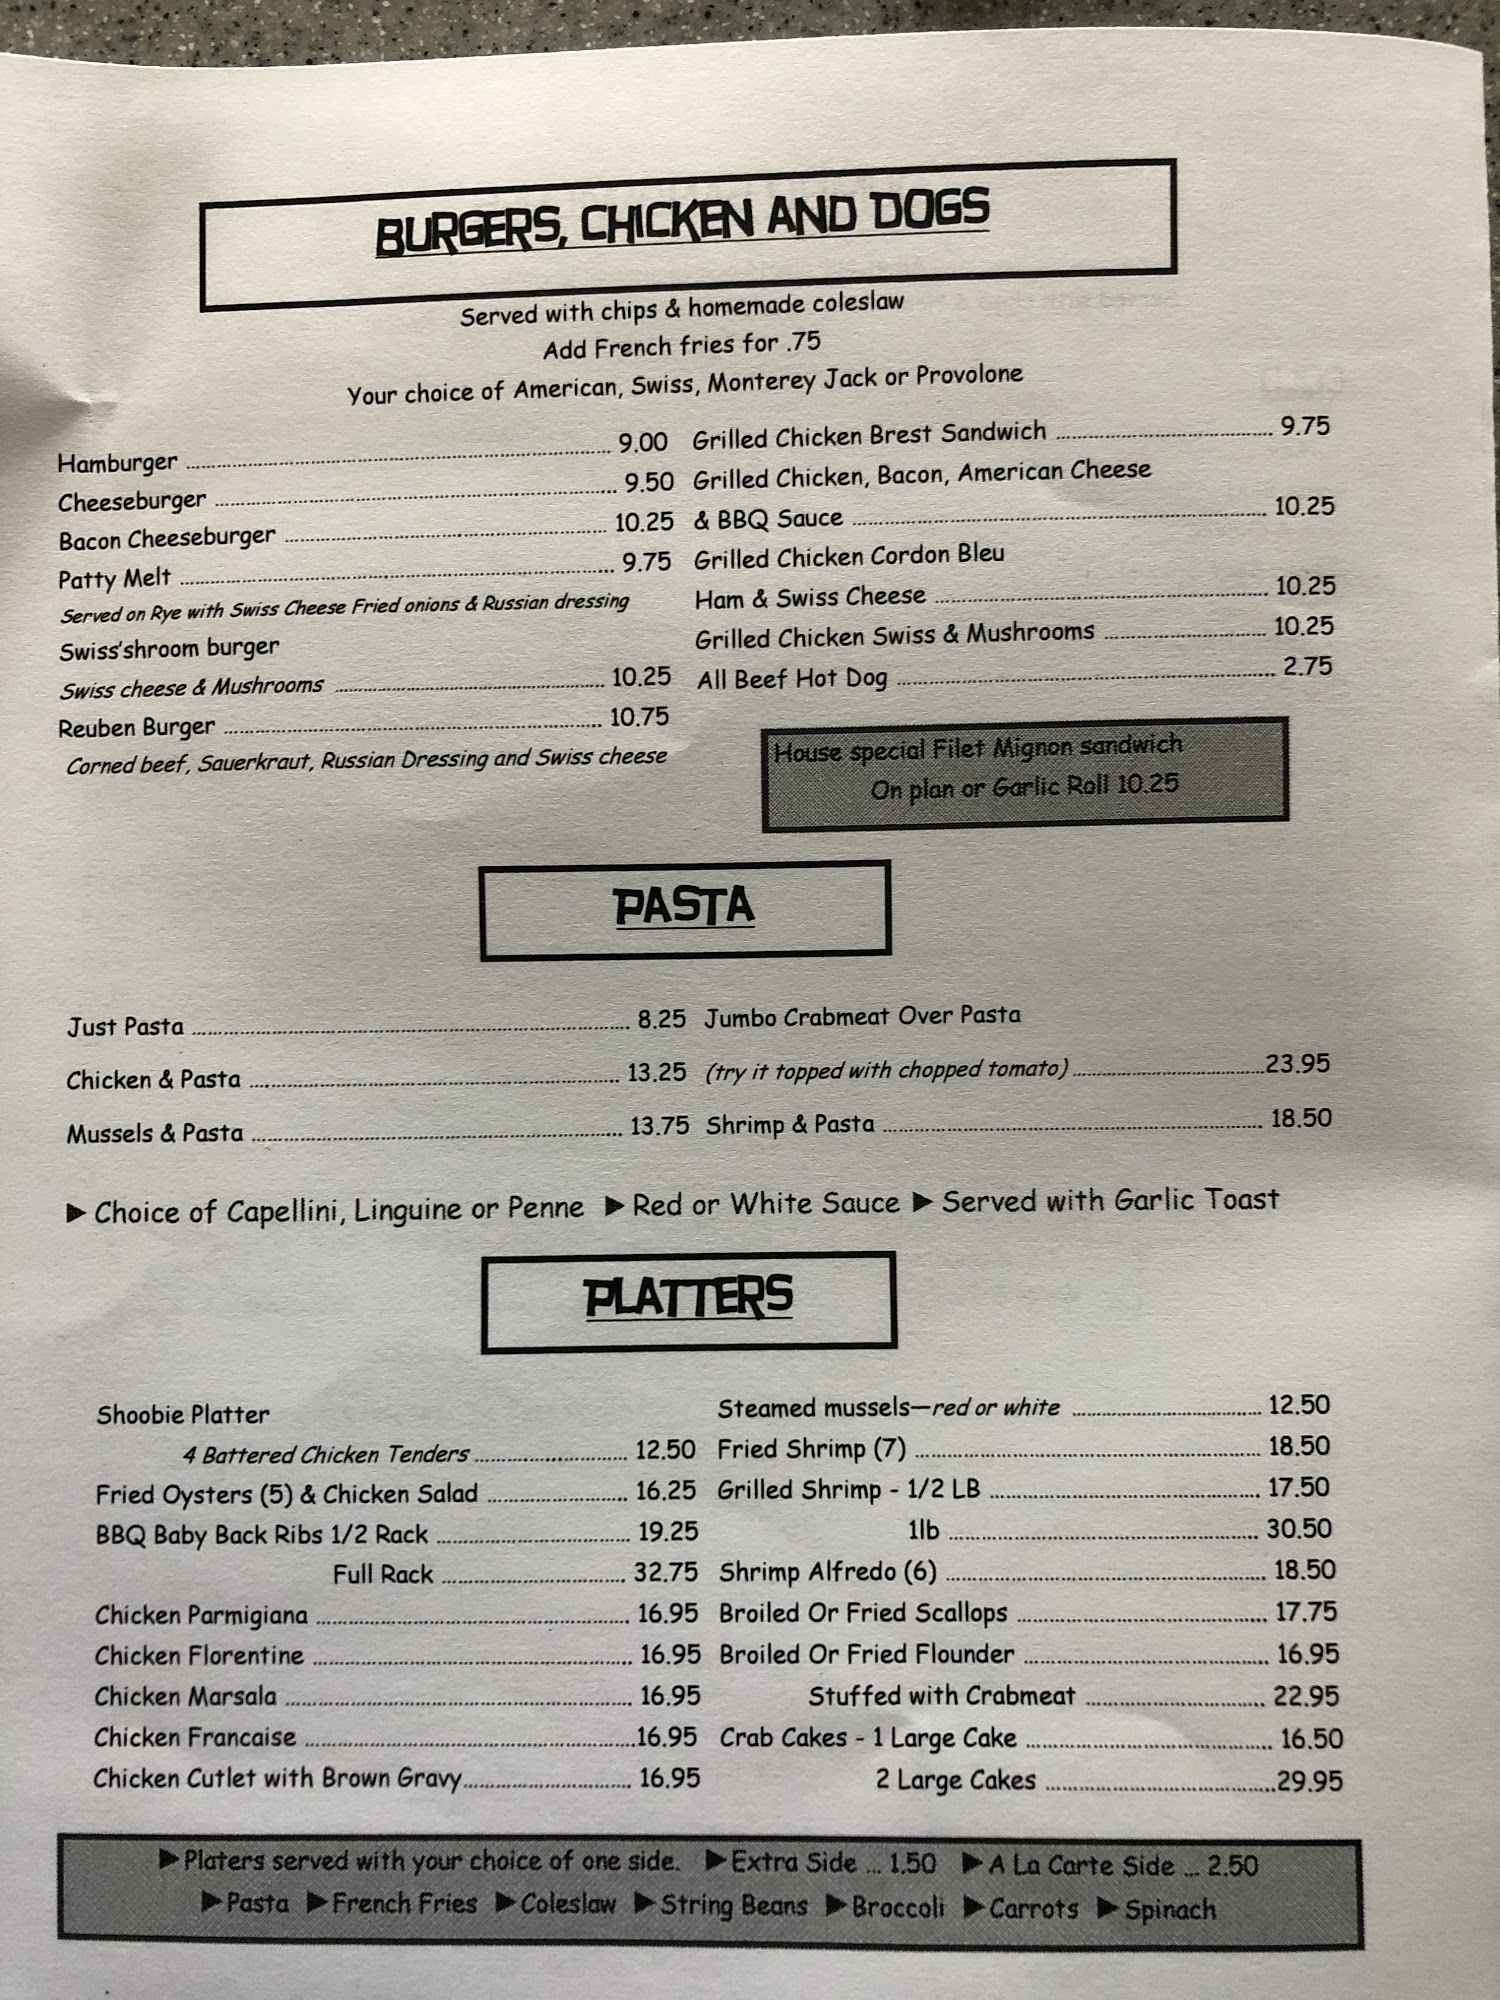 BURGERS, CHICKEN AND DOGS
Served with chips & homemade coleslaw
Add French fries for .75
Your choice of American, Swiss, Monterey Jack or Provolone
Hamburger ........ 9.00
Cheeseburger ........ 9.50
Bacon Cheeseburger ........ 10.25
Patty Melt ........ 9.75
Served on Rye with Swiss Cheese Fried onions & Russian dressing
Swiss'shroom burger
Swiss cheese & Mushrooms ........ 10.25
Reuben Burger ........ 10.75
Corned beef, Sauerkraut, Russian Dressing and Swiss cheese
Grilled Chicken Brest Sandwich ........ 9.75
Grilled Chicken, Bacon, American Cheese
& BBQ Sauce ........ 10.25
Grilled Chicken Cordon Bleu
Ham & Swiss Cheese ........ 10.25
Grilled Chicken Swiss & Mushrooms ........ 10.25
All Beef Hot Dog ........ 2.75
House special Filet Mignon sandwich
On plan or Garlic Roll 10.25
PASTA
Just Pasta ........ 8.25
Chicken & Pasta ........ 13.25
Mussels & Pasta ........ 13.75
Jumbo Crabmeat Over Pasta
(try it topped with chopped tomato) ........ 23.95
Shrimp & Pasta ........ 18.50
▶ Choice of Capellini, Linguine or Penne ▶ Red or White Sauce ▶ Served with Garlic Toast
PLATTERS
Shoobie Platter
4 Battered Chicken Tenders ........ 12.50
Fried Oysters (5) & Chicken Salad ........ 16.25
BBQ Baby Back Ribs 1/2 Rack ........ 19.25
Full Rack ........ 32.75
Chicken Parmigiana ........ 16.95
Chicken Florentine ........ 16.95
Chicken Marsala ........ 16.95
Chicken Francaise ........ 16.95
Chicken Cutlet with Brown Gravy ........ 16.95
Steamed mussels—red or white ........ 12.50
Fried Shrimp (7) ........ 18.50
Grilled Shrimp - 1/2 LB ........ 17.50
1lb ........ 30.50
Shrimp Alfredo (6) ........ 18.50
Broiled Or Fried Scallops ........ 17.75
Broiled Or Fried Flounder ........ 16.95
Stuffed with Crabmeat ........ 22.95
Crab Cakes - 1 Large Cake ........ 16.50
2 Large Cakes ........ 29.95
▶ Platers served with your choice of one side. ▶ Extra Side ... 1.50 ▶ A La Carte Side ... 2.50
▶ Pasta ▶ French Fries ▶ Coleslaw ▶ String Beans ▶ Broccoli ▶ Carrots ▶ Spinach